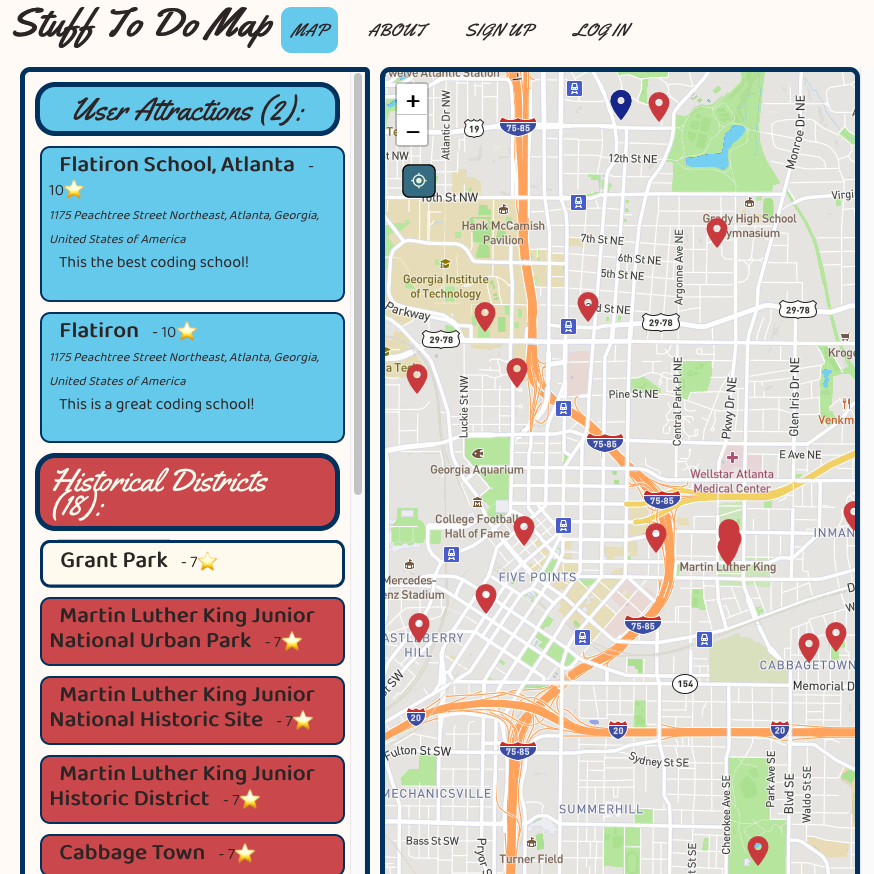 Stuff To Do Map
MAP
ABOUT
SIGN UP
LOG IN
User Attractions (2):
Flatiron School, Atlanta -
10⭐
1175 Peachtree Street Northeast, Atlanta, Georgia,
United States of America
This the best coding school!
Flatiron - 10⭐
1175 Peachtree Street Northeast, Atlanta, Georgia,
United States of America
This is a great coding school!
Historical Districts
(18):
Grant Park - 7⭐
Martin Luther King Junior
National Urban Park - 7⭐
Martin Luther King Junior
National Historic Site - 7⭐
Martin Luther King Junior
Historic District - 7⭐
Cabbage Town - 7⭐
welve Atlantic Station
+
−
Atlantic Dr NW
19
75-85
12th St NE
Monroe Dr NE
t NW
10th St NW
Virgi
Hank McCamish
Pavilion
Grady High School
Gymnasium
7th St NE
6th St NE
5th St NE
Argonne Ave NE
Georgia Institute
of Technology
Parkway
3rd St NE
29-78
29-78
29-78
a Te
Krog
Luckie St NW
Pine St NE
Central Park Pl NE
Pkwy Dr NE
Glen Iris Dr NE
Venkm
75-85
E Ave NE
Georgia Aquarium
Wellstar Atlanta
Medical Center
75-85
College Football
Hall of Fame
INMAN
Martin Luther King
Mercedes-
enz Stadium
FIVE POINTS
75-85
ASTLEBERRY
HILL
CABBAGETOWN
154
Memorial D
t SW
20
20
20
75-85
Fulton St SW
Sydney St SE
MECHANICSVILLE
SUMMERHILL
Cherokee Ave SE
Park Ave SE
Blvd SE
Waldo St SE
Bass St SW
Pryor S
Turner Field
St SE